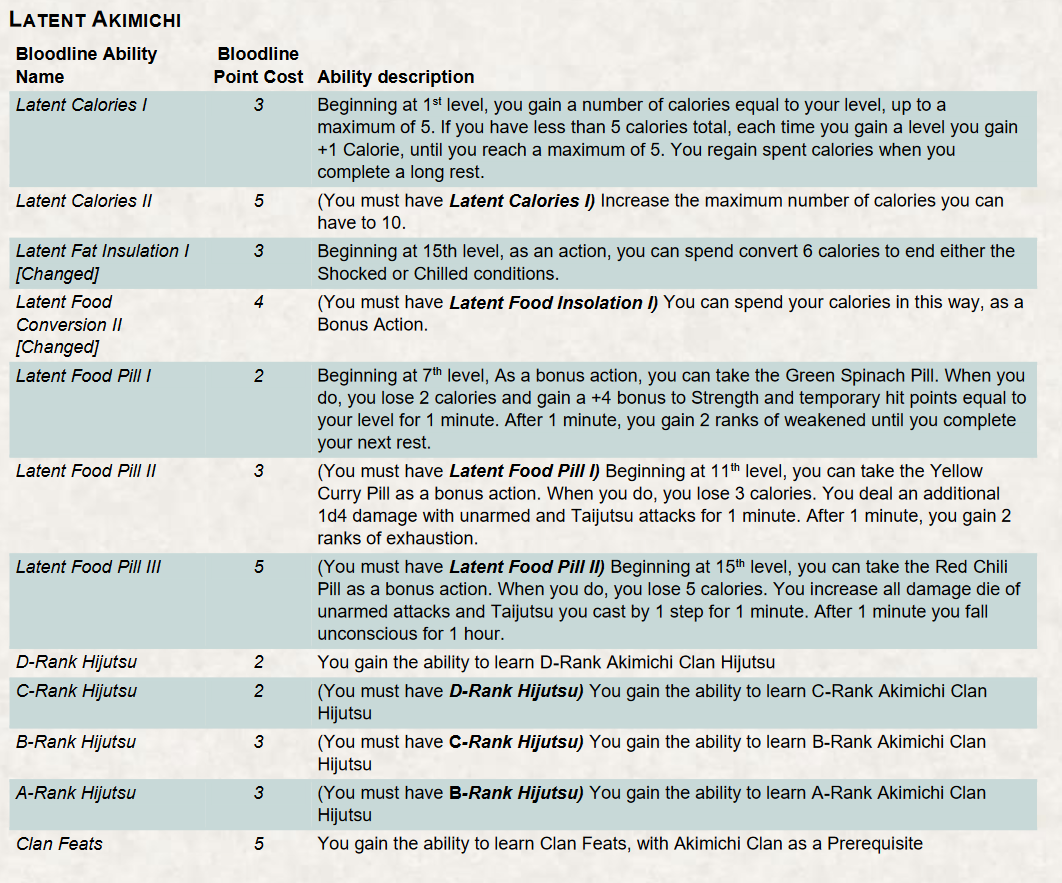 LATENT AKIMICHI
Bloodline Ability Name
Bloodline Point Cost
Ability description
Latent Calories I
3
Beginning at 1st level, you gain a number of calories equal to your level, up to a
maximum of 5. If you have less than 5 calories total, each time you gain a level you gain
+1 Calorie, until you reach a maximum of 5. You regain spent calories when you
complete a long rest.
Latent Calories II
5
(You must have Latent Calories I) Increase the maximum number of calories you can
have to 10.
Latent Fat Insulation I
[Changed]
3
Beginning at 15th level, as an action, you can spend convert 6 calories to end either the
Shocked or Chilled conditions.
Latent Food
Conversion II
[Changed]
4
(You must have Latent Food Insolation I) You can spend your calories in this way, as a
Bonus Action.
Latent Food Pill I
2
Beginning at 7th level, As a bonus action, you can take the Green Spinach Pill. When you
do, you lose 2 calories and gain a +4 bonus to Strength and temporary hit points equal to
your level for 1 minute. After 1 minute, you gain 2 ranks of weakened until you complete
your next rest.
Latent Food Pill II
3
(You must have Latent Food Pill I) Beginning at 11th level, you can take the Yellow
Curry Pill as a bonus action. When you do, you lose 3 calories. You deal an additional
1d4 damage with unarmed and Taijutsu attacks for 1 minute. After 1 minute, you gain 2
ranks of exhaustion.
Latent Food Pill III
5
(You must have Latent Food Pill II) Beginning at 15th level, you can take the Red Chili
Pill as a bonus action. When you do, you lose 5 calories. You increase all damage die of
unarmed attacks and Taijutsu you cast by 1 step for 1 minute. After 1 minute you fall
unconscious for 1 hour.
D-Rank Hijutsu
2
You gain the ability to learn D-Rank Akimichi Clan Hijutsu
C-Rank Hijutsu
2
(You must have D-Rank Hijutsu) You gain the ability to learn C-Rank Akimichi Clan
Hijutsu
B-Rank Hijutsu
3
(You must have C-Rank Hijutsu) You gain the ability to learn B-Rank Akimichi Clan
Hijutsu
A-Rank Hijutsu
3
(You must have B-Rank Hijutsu) You gain the ability to learn A-Rank Akimichi Clan
Hijutsu
Clan Feats
5
You gain the ability to learn Clan Feats, with Akimichi Clan as a Prerequisite